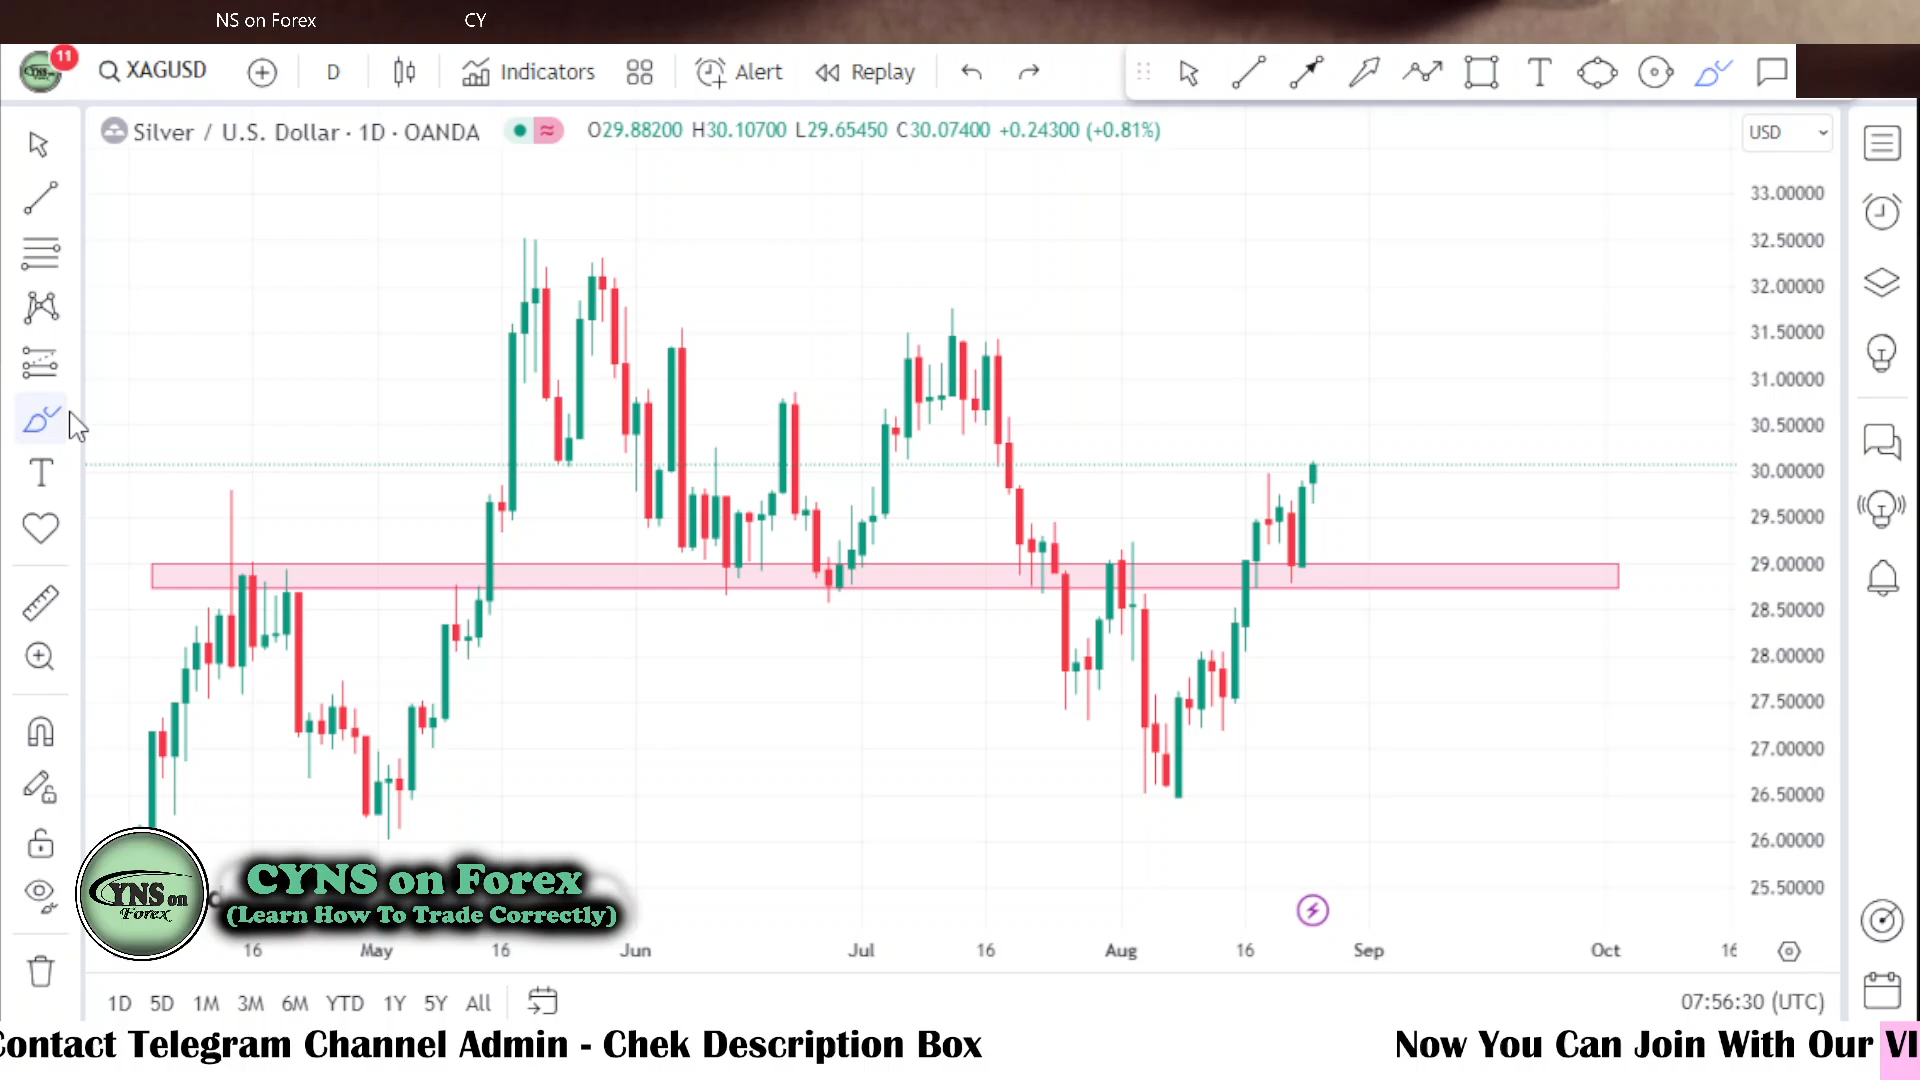 NS on Forex CY
11 XAGUSD D Indicators Alert Replay
Silver / U.S. Dollar · 1D · OANDA O29.88200 H30.10700 L29.65450 C30.07400 +0.24300 (+0.81%)
USD
33.00000
32.50000
32.00000
31.50000
31.00000
30.50000
30.00000
29.50000
29.00000
28.50000
28.00000
27.50000
27.00000
26.50000
26.00000
25.50000
CYNS on Forex
YNS on
Forex
(Learn How To Trade Correctly)
16 May 16 Jun Jul 16 Aug 16 Sep Oct 16
1D 5D 1M 3M 6M YTD 1Y 5Y All
07:56:30 (UTC)
Contact Telegram Channel Admin - Chek Description Box Now You Can Join With Our VI